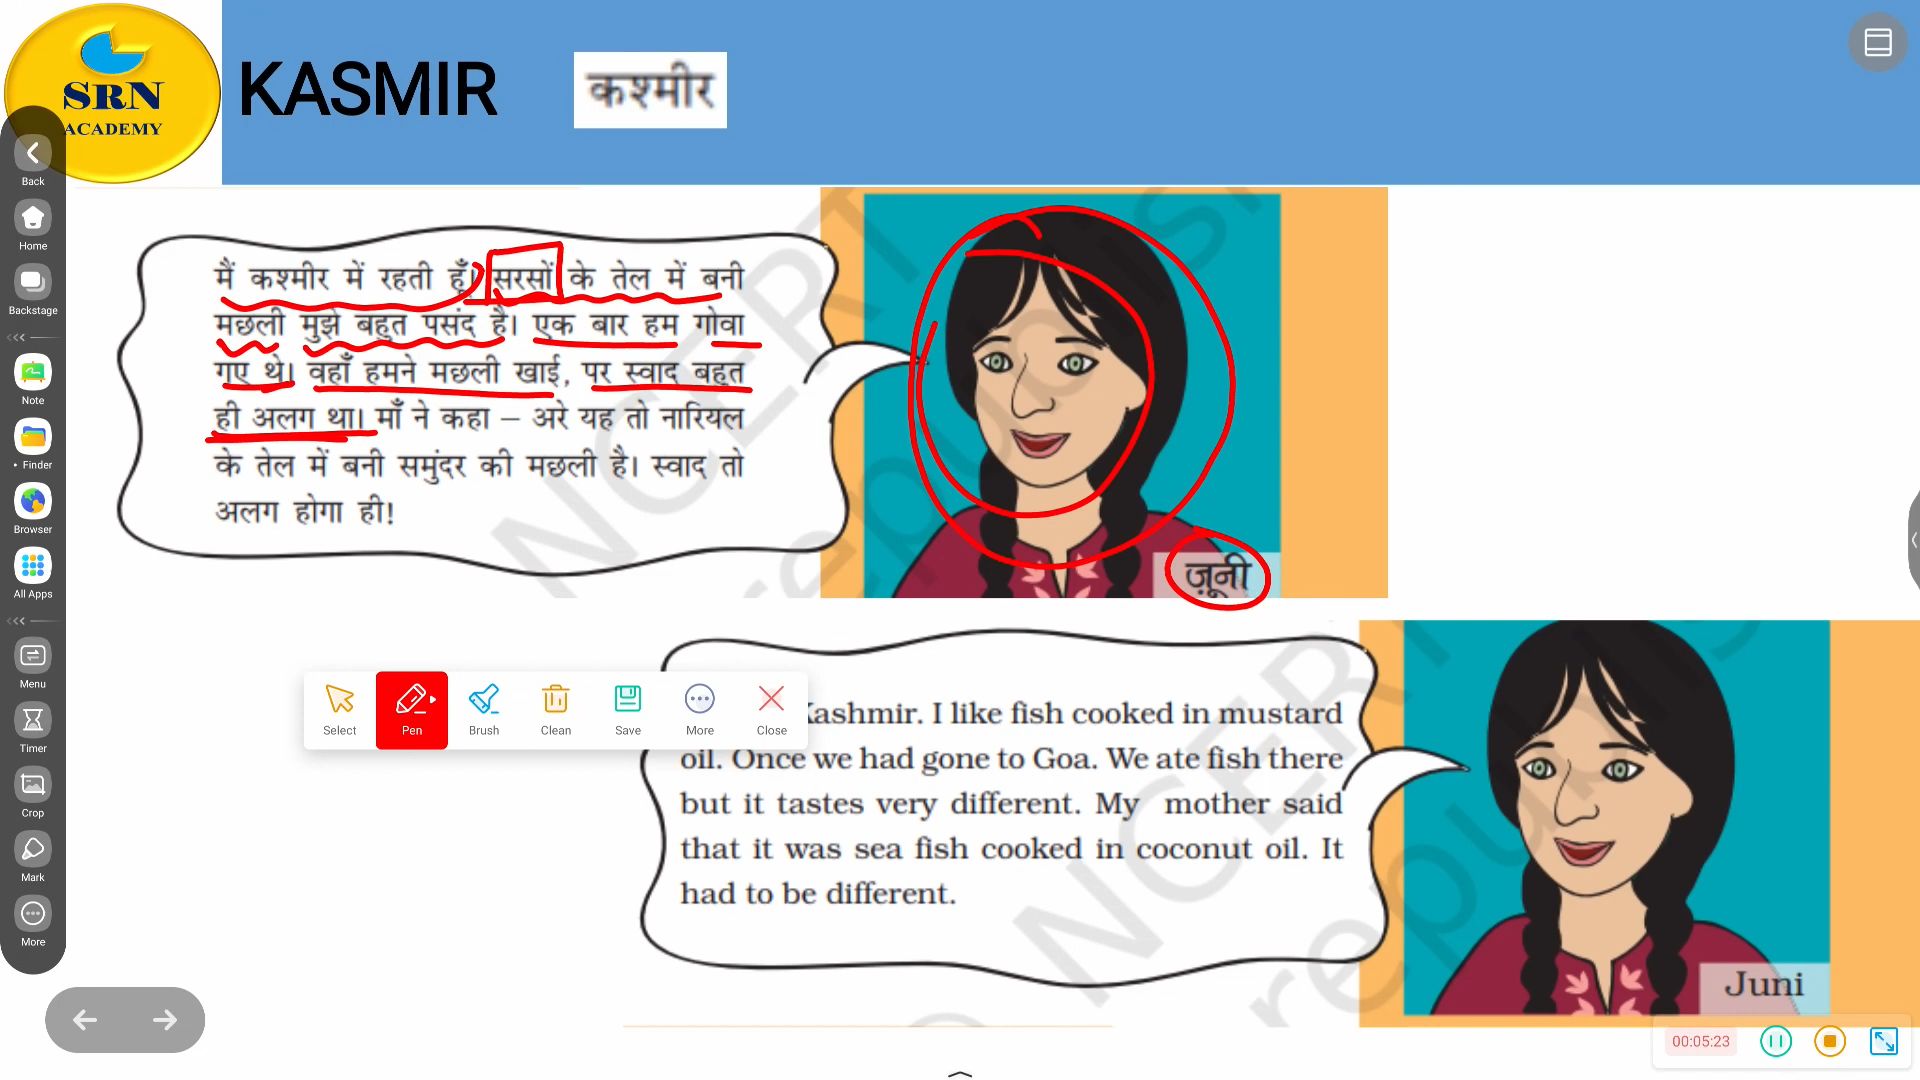 SRN
ACADEMY
KASMIR
कश्मीर
Back
Home
Backstage
Note
Finder
Browser
All Apps
Menu
Timer
Crop
Mark
More
मैं कश्मीर में रहती हूँ। सरसों के तेल में बनी
मछली मुझे बहुत पसंद है। एक बार हम गोवा
गए थे। वहाँ हमने मछली खाई, पर स्वाद बहुत
ही अलग था। माँ ने कहा – अरे यह तो नारियल
के तेल में बनी समुंदर की मछली है। स्वाद तो
अलग होगा ही!
ज़ूनी
NCERT
republish
Select
Pen
Brush
Clean
Save
More
Close
Kashmir. I like fish cooked in mustard
oil. Once we had gone to Goa. We ate fish there
but it tastes very different. My mother said
that it was sea fish cooked in coconut oil. It
had to be different.
Juni
NCERT
00:05:23